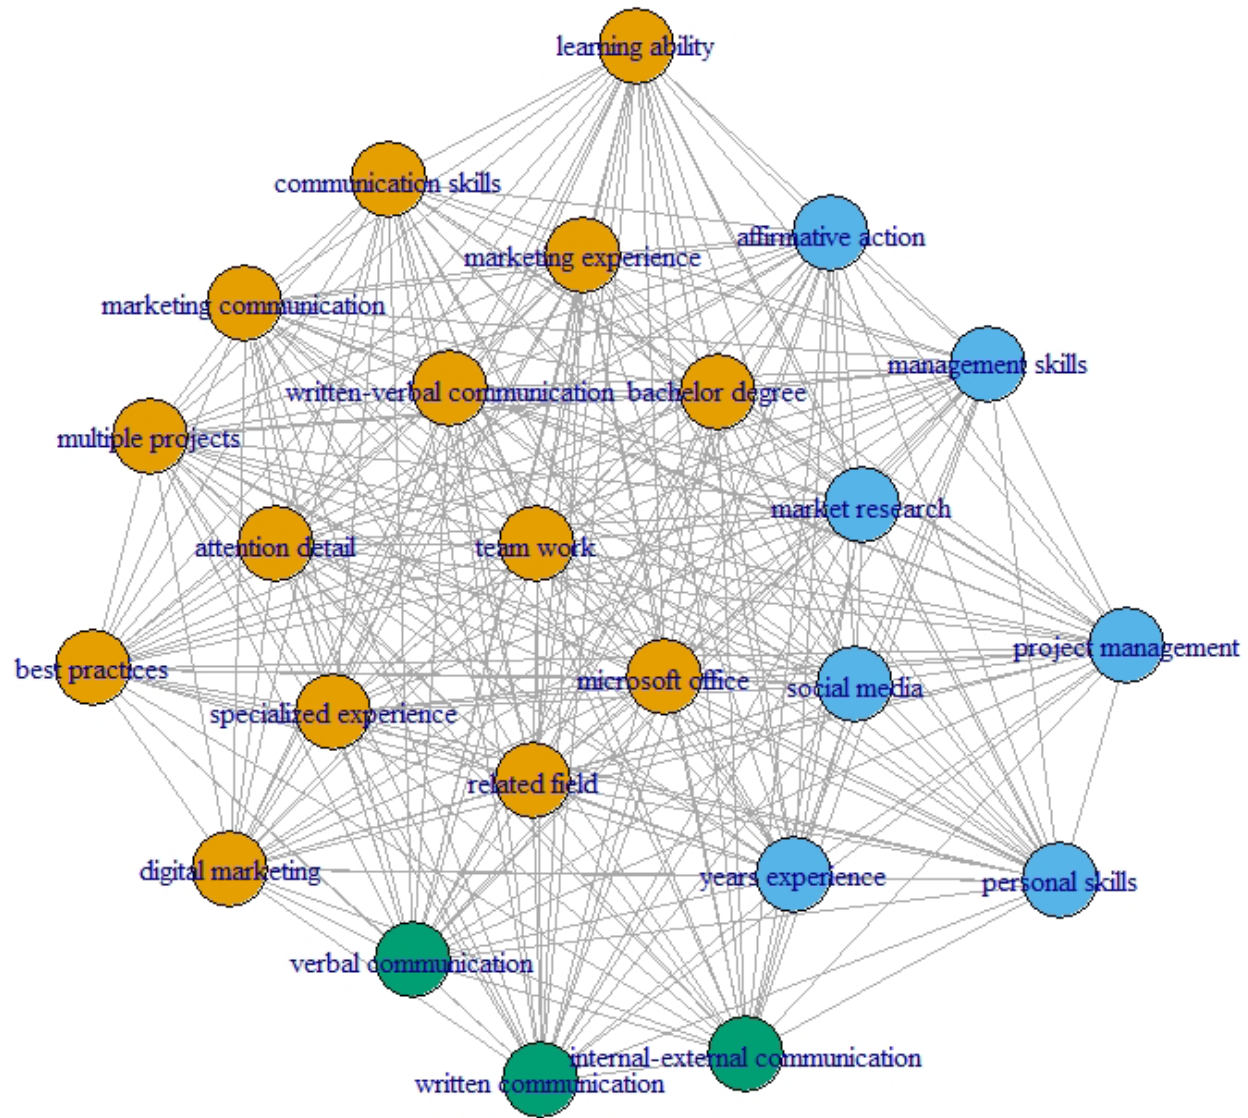 learning ability
communication skills
affirmative action
marketing experience
marketing communication
management skills
written-verbal communication
bachelor degree
multiple projects
market research
attention detail
team work
project management
best practices
microsoft office
social media
specialized experience
related field
digital marketing
years experience
personal skills
verbal communication
internal-external communication
written communication